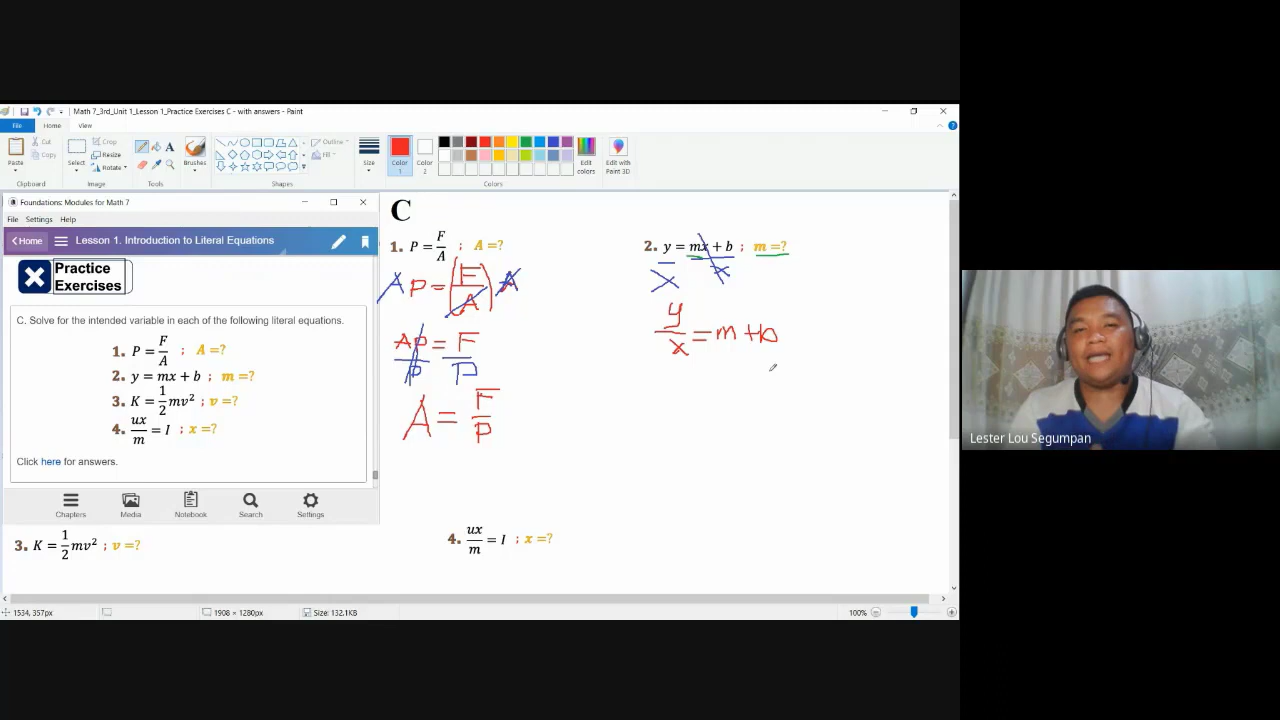 Math 7_3rd_Unit 1_Lesson 1_Practice Exercises C - with answers - Paint
File Home View
Paste Cut Copy Select Crop Resize Rotate Brushes Outline Fill Size Color 1 Color 2 Edit colors Edit with Paint 3D
Clipboard Image Tools Shapes Colors
Foundations: Modules for Math 7
File Settings Help
Home Lesson 1. Introduction to Literal Equations
Practice
Exercises
C. Solve for the intended variable in each of the following literal equations.
1. P = F/A ; A = ?
2. y = mx + b ; m = ?
3. K = 1/2 mv² ; v = ?
4. ux/m = I ; x = ?
Click here for answers.
Chapters Media Notebook Search Settings
C
1. P = F/A ; A = ?
A P = (F/A) A
AP/P = F/P
A = F/P
2. y = mx + b ; m = ?
x x
y/x = m + b
3. K = 1/2 mv² ; v = ?
4. ux/m = I ; x = ?
1534, 357px 1908 × 1280px Size: 132.1KB 100%
Lester Lou Segumpan